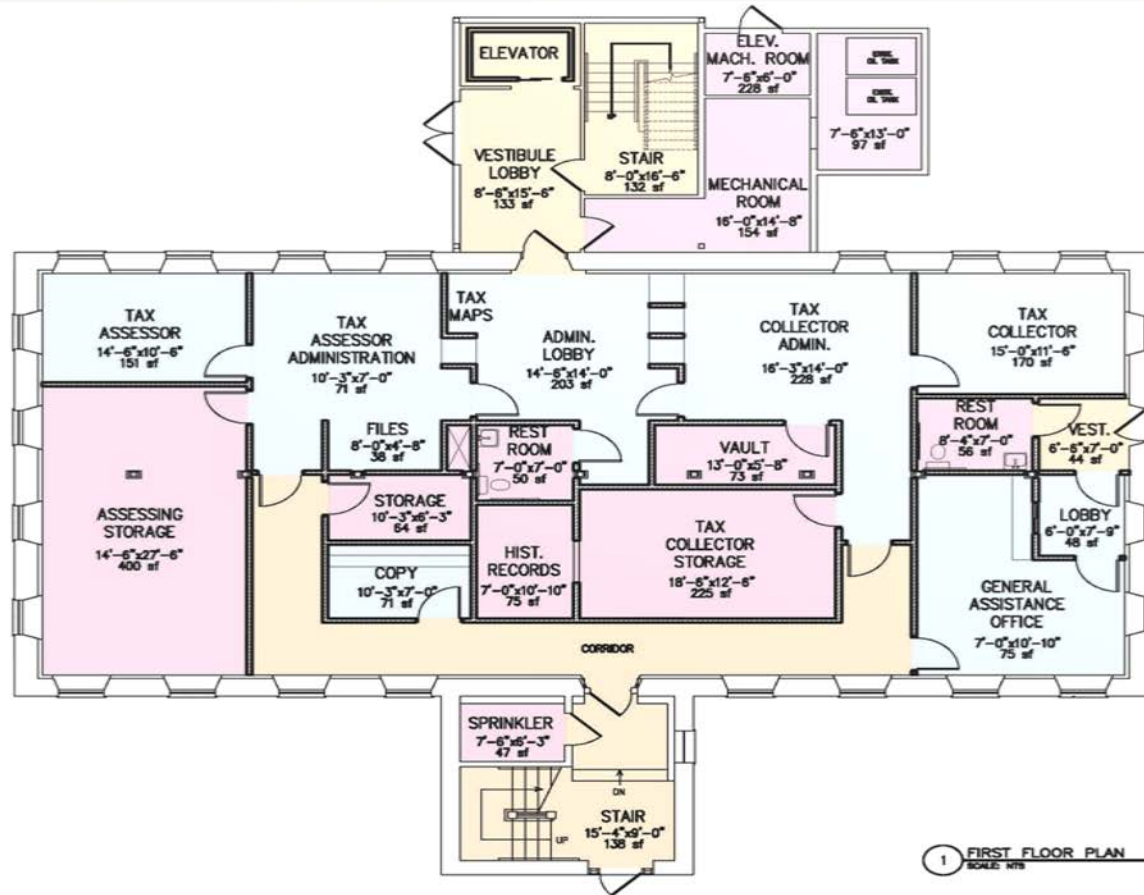 ELEVATOR
ELEV.
MACH. ROOM
7'-6"x6'-0"
228 sf
EXIST.
OIL TANK
EXIST.
OIL TANK
7'-6"x13'-0"
97 sf
VESTIBULE
LOBBY
8'-6"x15'-6"
133 sf
STAIR
8'-0"x16'-6"
132 sf
MECHANICAL
ROOM
16'-0"x14'-8"
154 sf
TAX
ASSESSOR
14'-6"x10'-6"
151 sf
TAX
ASSESSOR
ADMINISTRATION
10'-3"x7'-0"
71 sf
TAX
MAPS
ADMIN.
LOBBY
14'-6"x14'-0"
203 sf
TAX
COLLECTOR
ADMIN.
16'-3"x14'-0"
228 sf
TAX
COLLECTOR
15'-0"x11'-6"
170 sf
FILES
8'-0"x4'-8"
38 sf
REST
ROOM
7'-0"x7'-0"
50 sf
VAULT
13'-0"x5'-8"
73 sf
REST
ROOM
8'-4"x7'-0"
56 sf
VEST.
6'-6"x7'-0"
44 sf
ASSESSING
STORAGE
14'-6"x27'-6"
400 sf
STORAGE
10'-3"x6'-3"
64 sf
COPY
10'-3"x7'-0"
71 sf
HIST.
RECORDS
7'-0"x10'-10"
75 sf
TAX
COLLECTOR
STORAGE
18'-6"x12'-6"
225 sf
LOBBY
6'-0"x7'-9"
48 sf
GENERAL
ASSISTANCE
OFFICE
7'-0"x10'-10"
75 sf
CORRIDOR
SPRINKLER
7'-6"x6'-3"
47 sf
DN
UP
STAIR
15'-4"x9'-0"
138 sf
1 FIRST FLOOR PLAN
SCALE: NTS